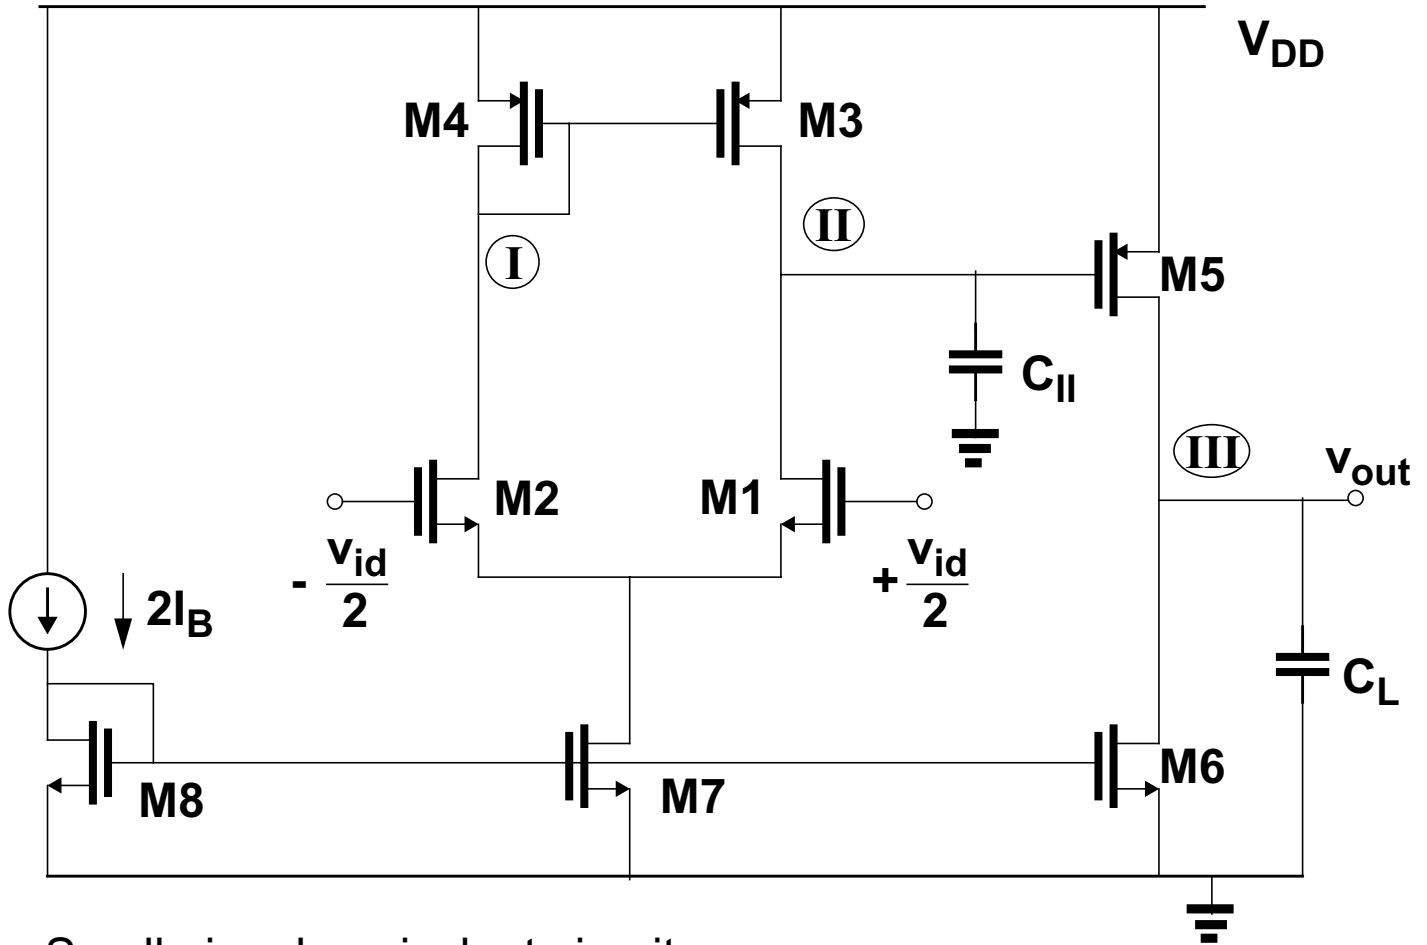 V_DD
M4
M3
II
I
M5
C_II
III
v_out
M2
M1
- v_id/2
+ v_id/2
2I_B
C_L
M8
M7
M6